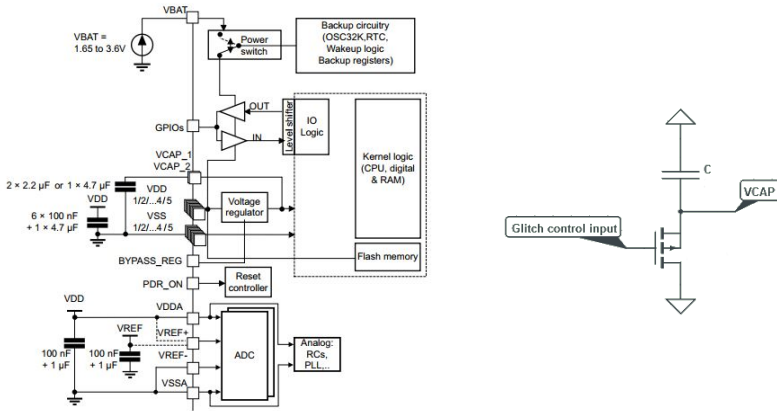 VBAT
VBAT =
1.65 to 3.6V
Power
switch
Backup circuitry
(OSC32K,RTC,
Wakeup logic
Backup registers)
OUT
GPIOs
IN
Level shifter
IO
Logic
Kernel logic
(CPU, digital
& RAM)
VCAP_1
VCAP_2
2 × 2.2 μF or 1 × 4.7 μF
VDD
VDD
1/2/...4/5
Voltage
regulator
6 × 100 nF
+ 1 × 4.7 μF
VSS
1/2/...4/5
Flash memory
BYPASS_REG
PDR_ON
Reset
controller
VDD
VDDA
VREF
VREF+
100 nF
+ 1 μF
100 nF
+ 1 μF
VREF-
ADC
Analog:
RCs,
PLL,..
VSSA
C
VCAP
Glitch control input